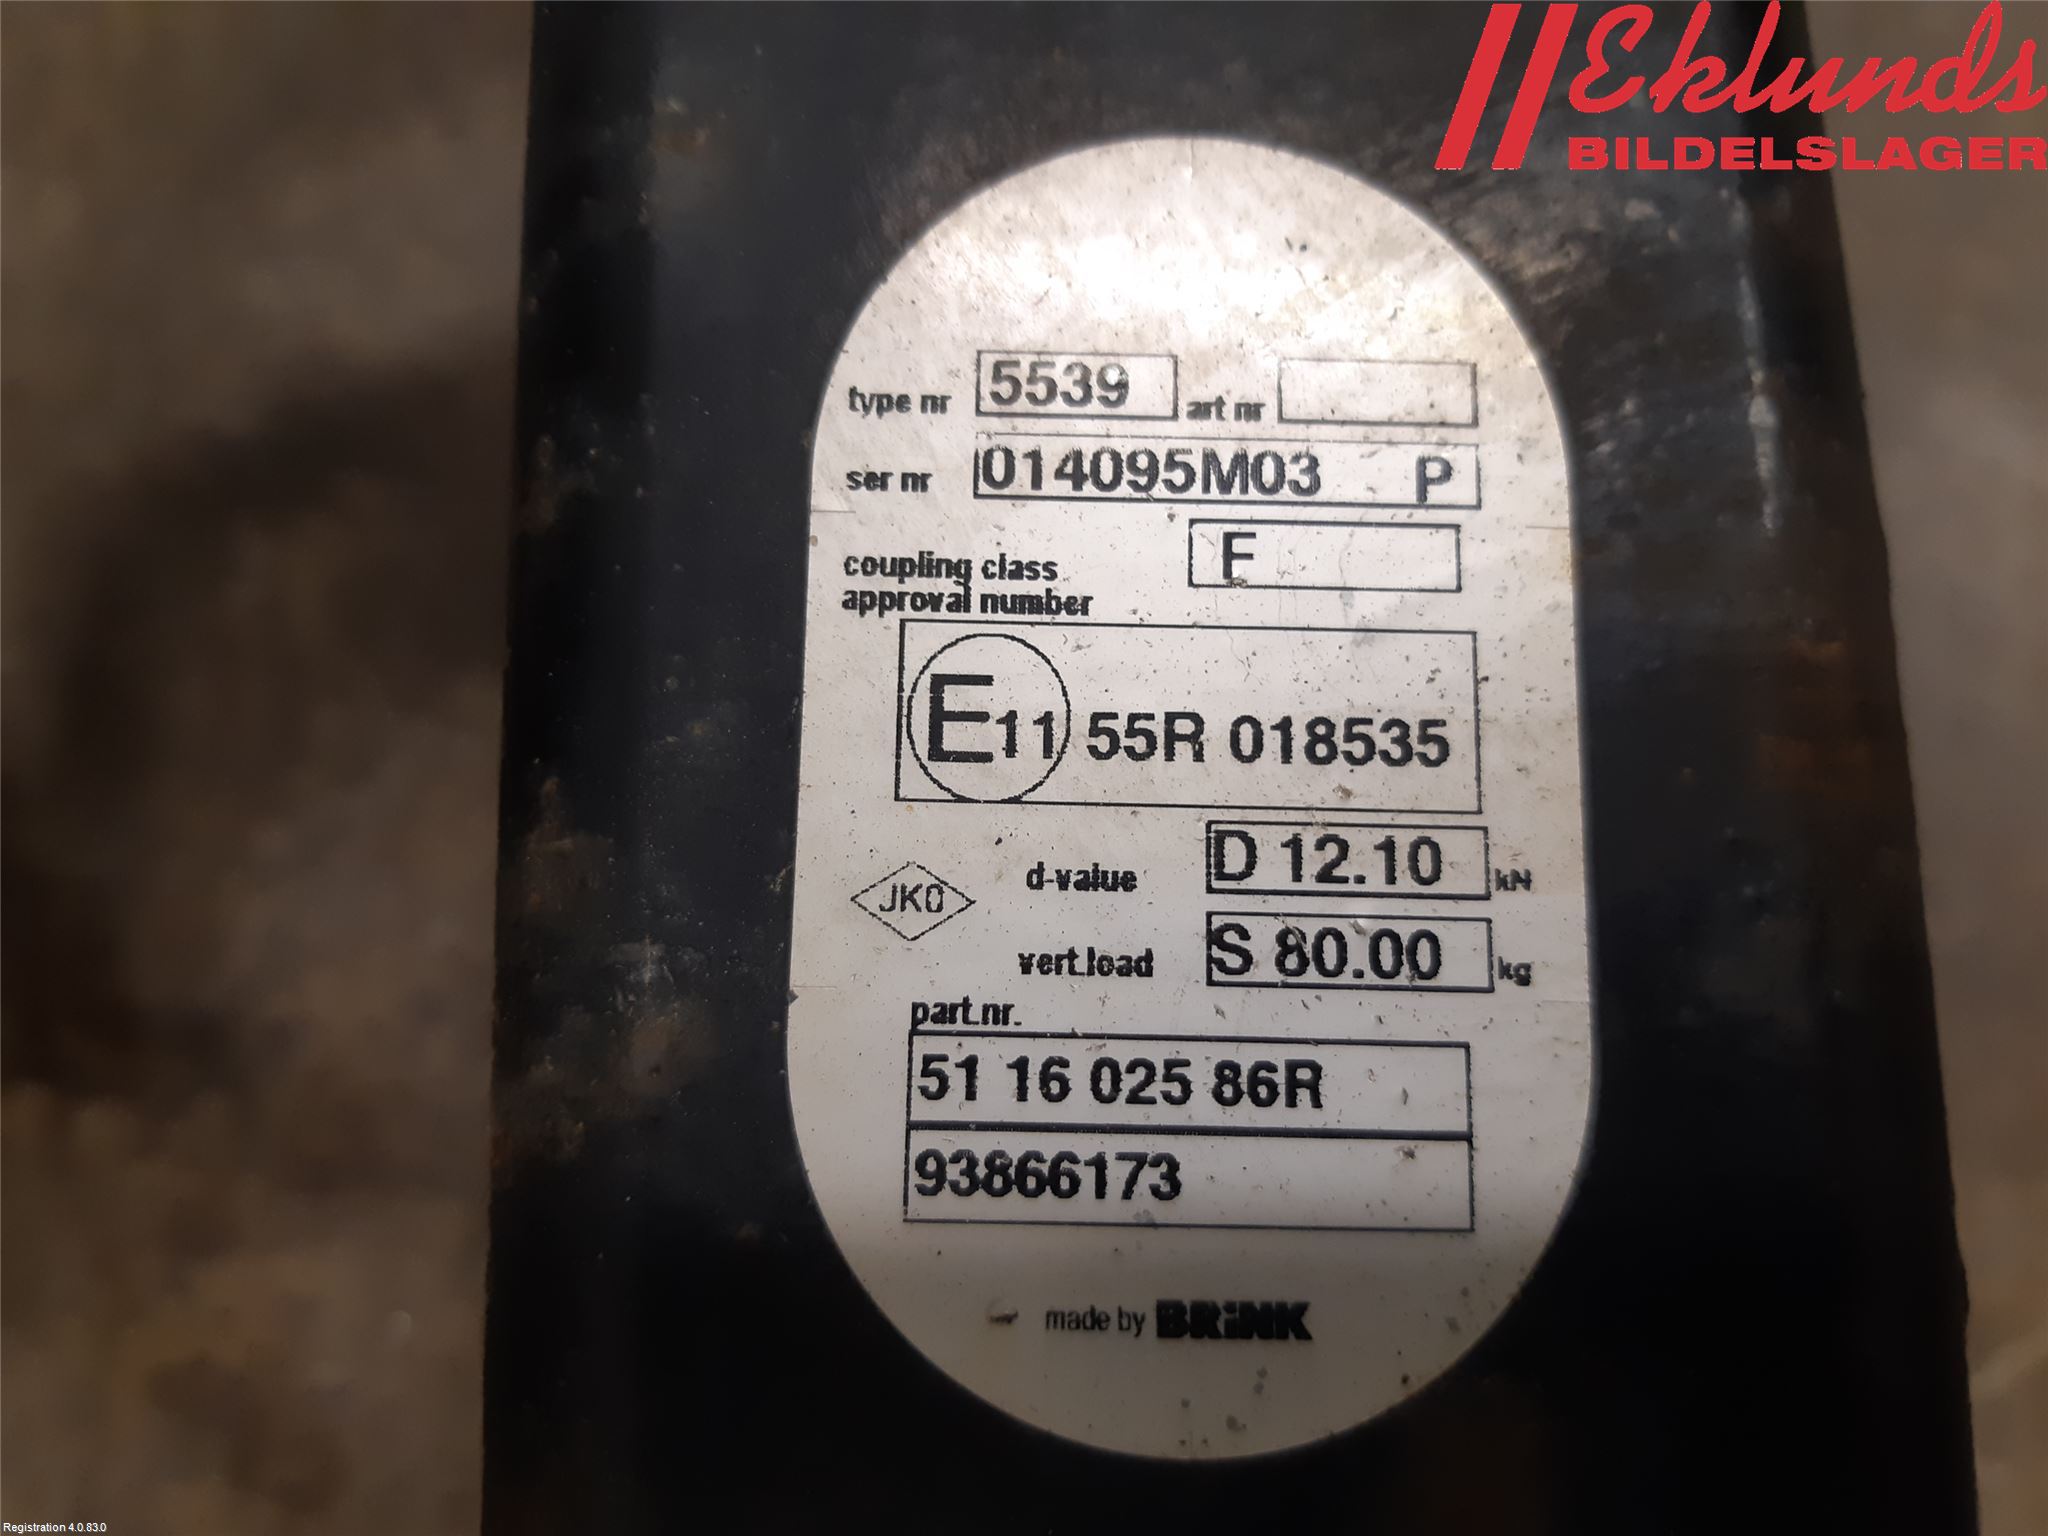 Eklunds
BILDELSLAGER
type nr 5539 art nr
ser nr 014095M03 P
coupling class F
approval number
E11 55R 018535
JKO d-value D 12.10 kN
vert.load S 80.00 kg
part.nr.
51 16 025 86R
93866173
made by BRiNK
Registration 4.0.83.0